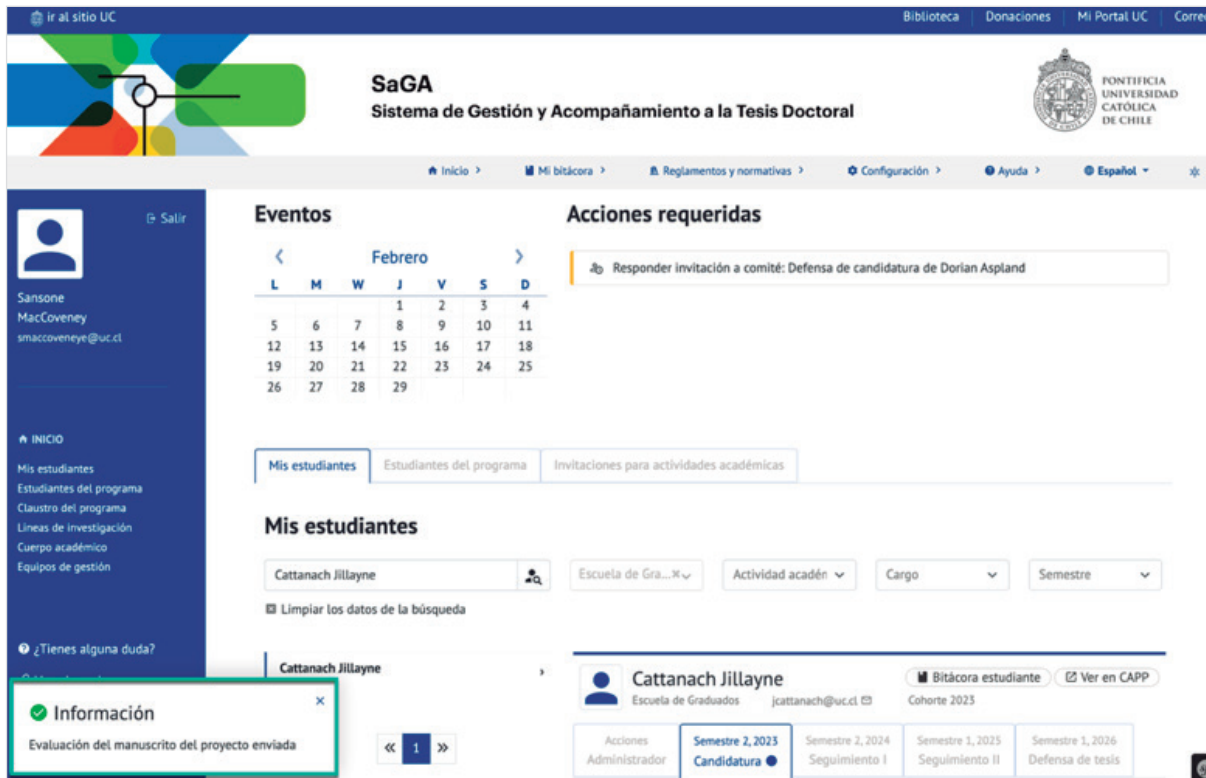 ir al sitio UC
Biblioteca
Donaciones
Mi Portal UC
SaGA
Sistema de Gestión y Acompañamiento a la Tesis Doctoral
PONTIFICIA
UNIVERSIDAD
CATÓLICA
DE CHILE
Inicio >
Mi bitácora >
Reglamentos y normativas >
Configuración >
Ayuda >
Español
Salir
Sansone
MacCoveney
smaccoveneye@uc.cl
INICIO
Mis estudiantes
Estudiantes del programa
Claustro del programa
Lineas de investigación
Cuerpo académico
Equipos de gestión
¿Tienes alguna duda?
Eventos
Febrero
L M W J V S D
1 2 3 4
5 6 7 8 9 10 11
12 13 14 15 16 17 18
19 20 21 22 23 24 25
26 27 28 29
Acciones requeridas
Responder invitación a comité: Defensa de candidatura de Dorian Aspland
Mis estudiantes
Estudiantes del programa
Invitaciones para actividades académicas
Mis estudiantes
Cattanach Jillayne
Escuela de Gra...
Actividad académ
Cargo
Semestre
Limpiar los datos de la búsqueda
Cattanach Jillayne
« 1 »
Cattanach Jillayne
Escuela de Graduados jcattanach@uc.cl
Bitácora estudiante
Ver en CAPP
Cohorte 2023
Acciones
Administrador
Semestre 2, 2023
Candidatura
Semestre 2, 2024
Seguimiento I
Semestre 1, 2025
Seguimiento II
Semestre 1, 2026
Defensa de tesis
Información
Evaluación del manuscrito del proyecto enviada